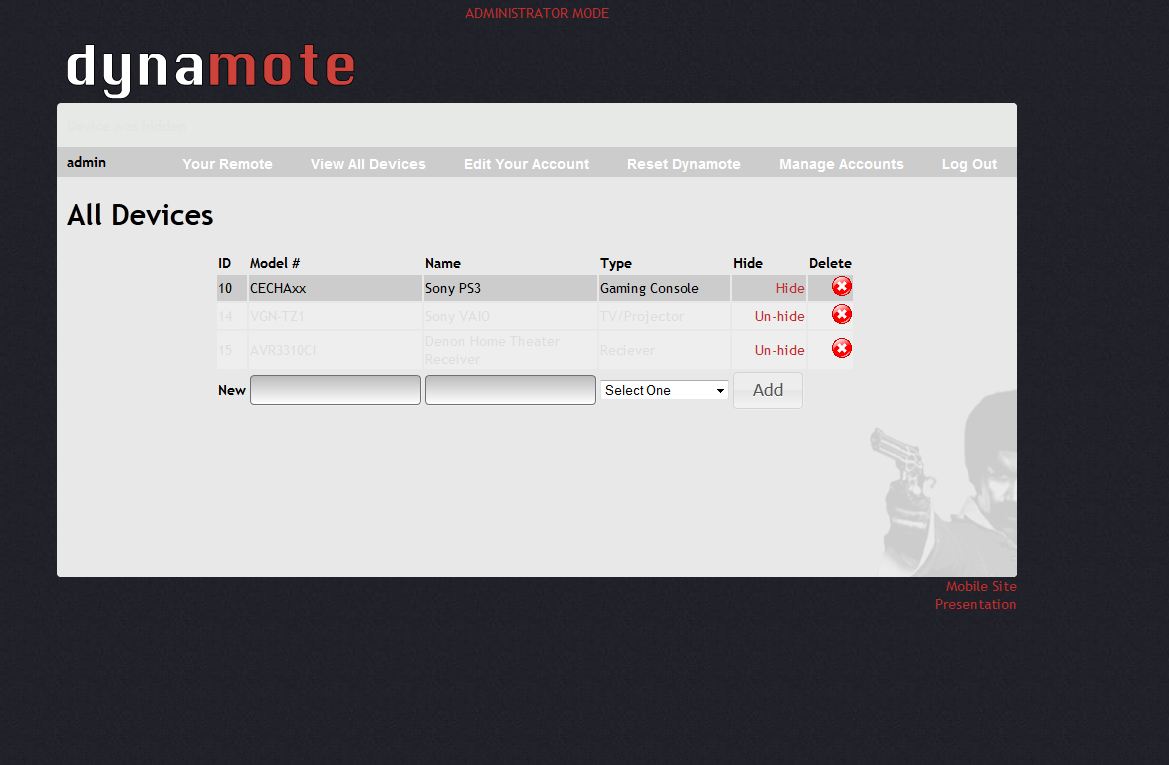 ADMINISTRATOR MODE
dynamote
Device was hidden
admin Your Remote View All Devices Edit Your Account Reset Dynamote Manage Accounts Log Out
All Devices
ID Model # Name Type Hide Delete
10 CECHAxx Sony PS3 Gaming Console Hide
14 VGN-TZ1 Sony VAIO TV/Projector Un-hide
15 AVR3310CI Denon Home Theater Receiver Reciever Un-hide
New Select One Add
Mobile Site
Presentation